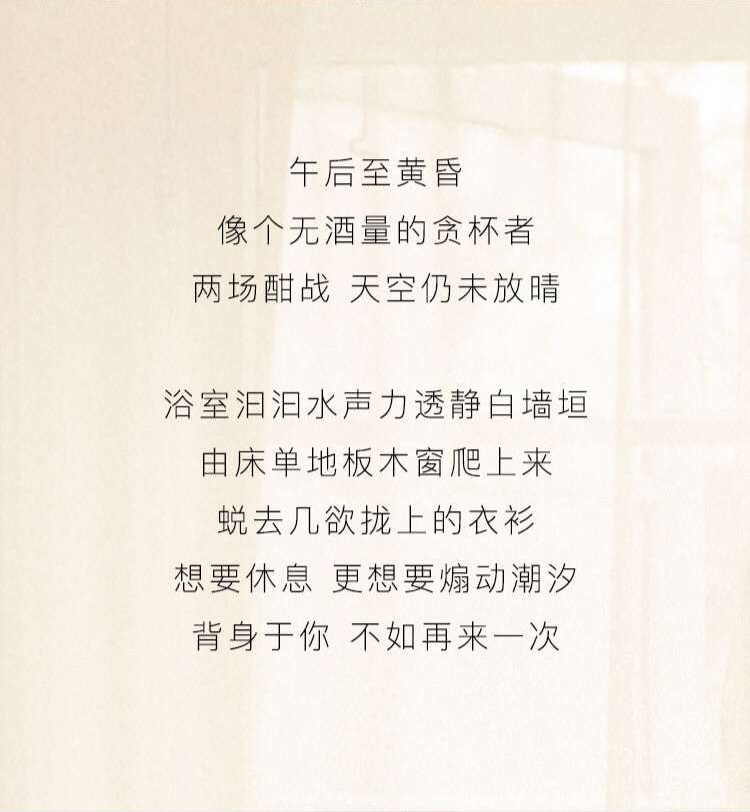 午后至黄昏
像个无酒量的贪杯者
两场酣战 天空仍未放晴
浴室汩汩水声力透静白墙垣
由床单地板木窗爬上来
蜕去几欲拢上的衣衫
想要休息 更想要煽动潮汐
背身于你 不如再来一次